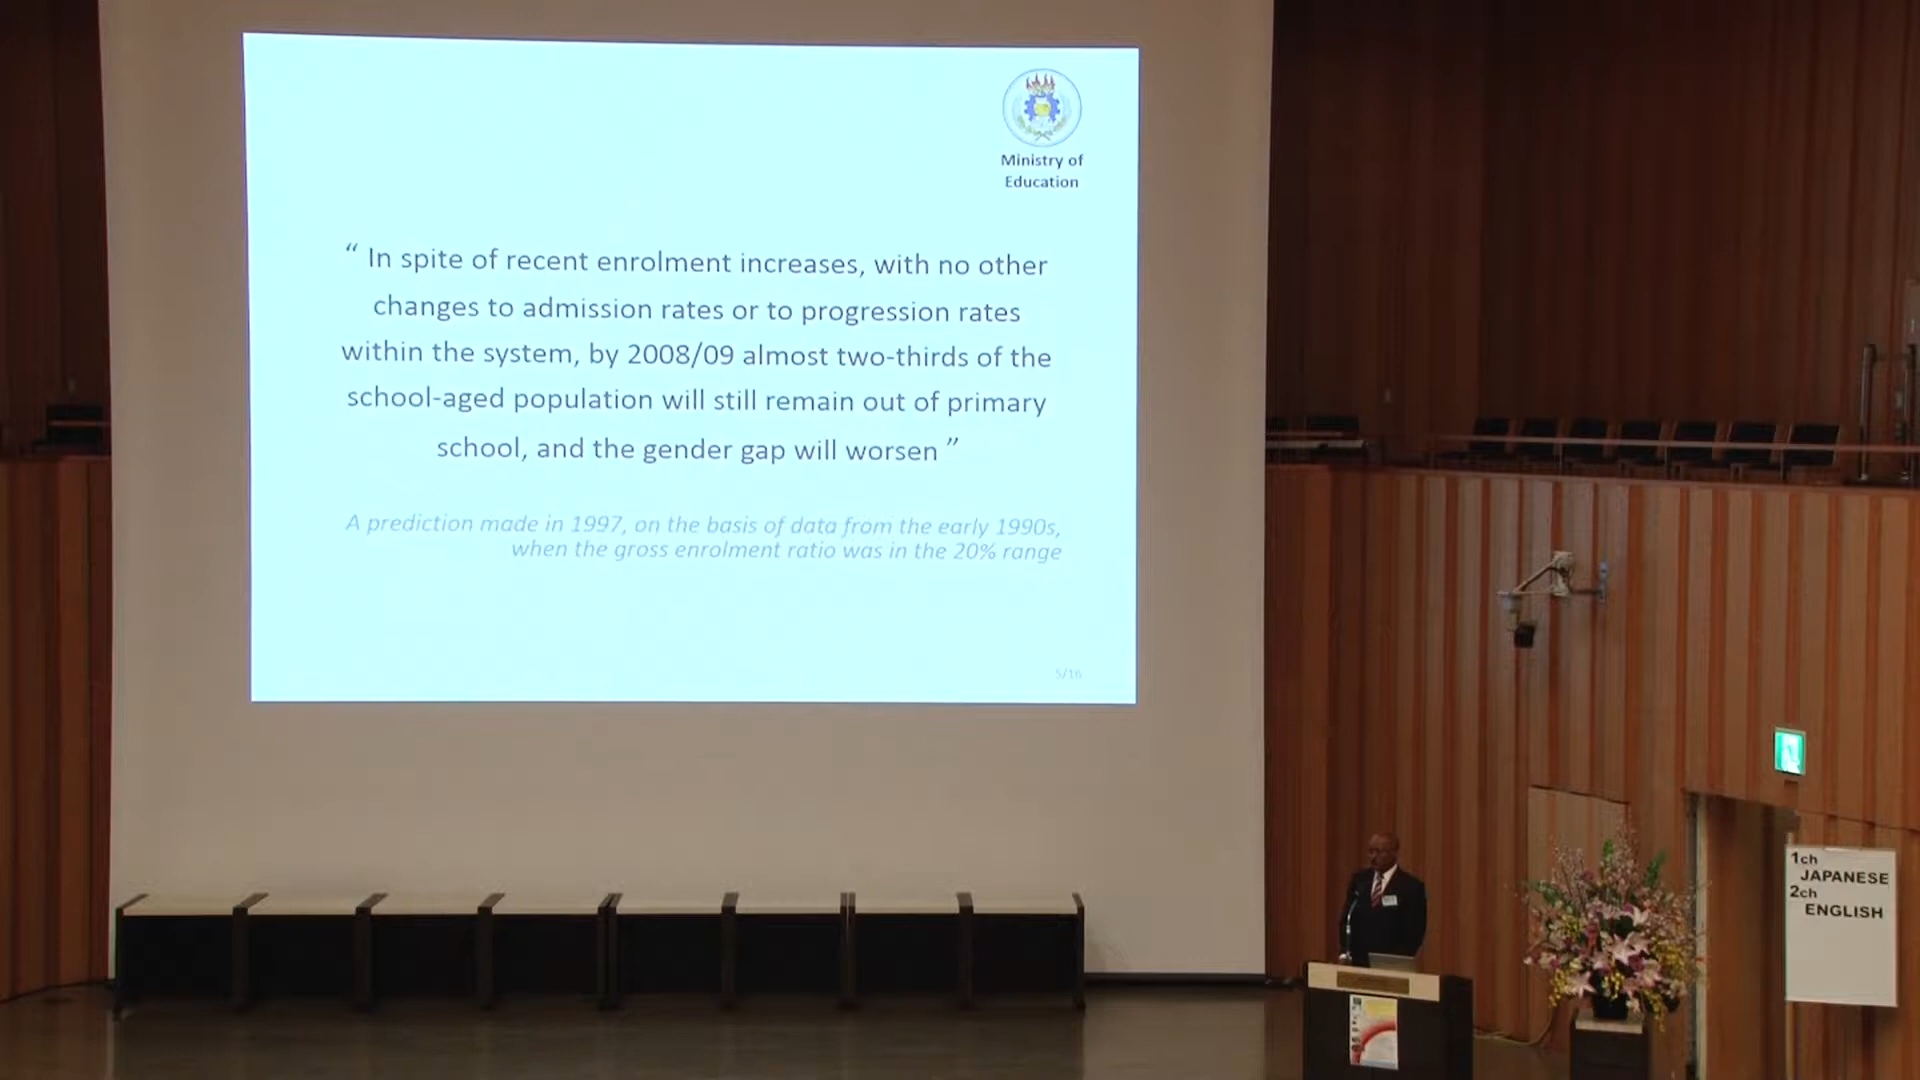 Ministry of
Education
“ In spite of recent enrolment increases, with no other
changes to admission rates or to progression rates
within the system, by 2008/09 almost two-thirds of the
school-aged population will still remain out of primary
school, and the gender gap will worsen ”
A prediction made in 1997, on the basis of data from the early 1990s,
when the gross enrolment ratio was in the 20% range
5/16
1ch
JAPANESE
2ch
ENGLISH